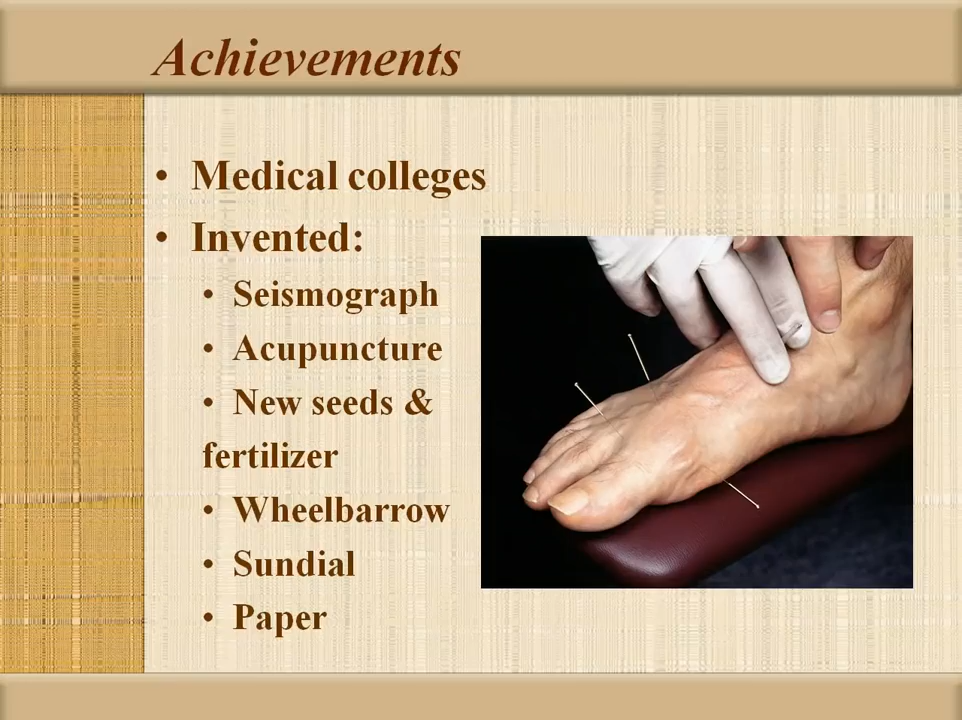 Achievements
• Medical colleges
• Invented:
• Seismograph
• Acupuncture
• New seeds &
fertilizer
• Wheelbarrow
• Sundial
• Paper